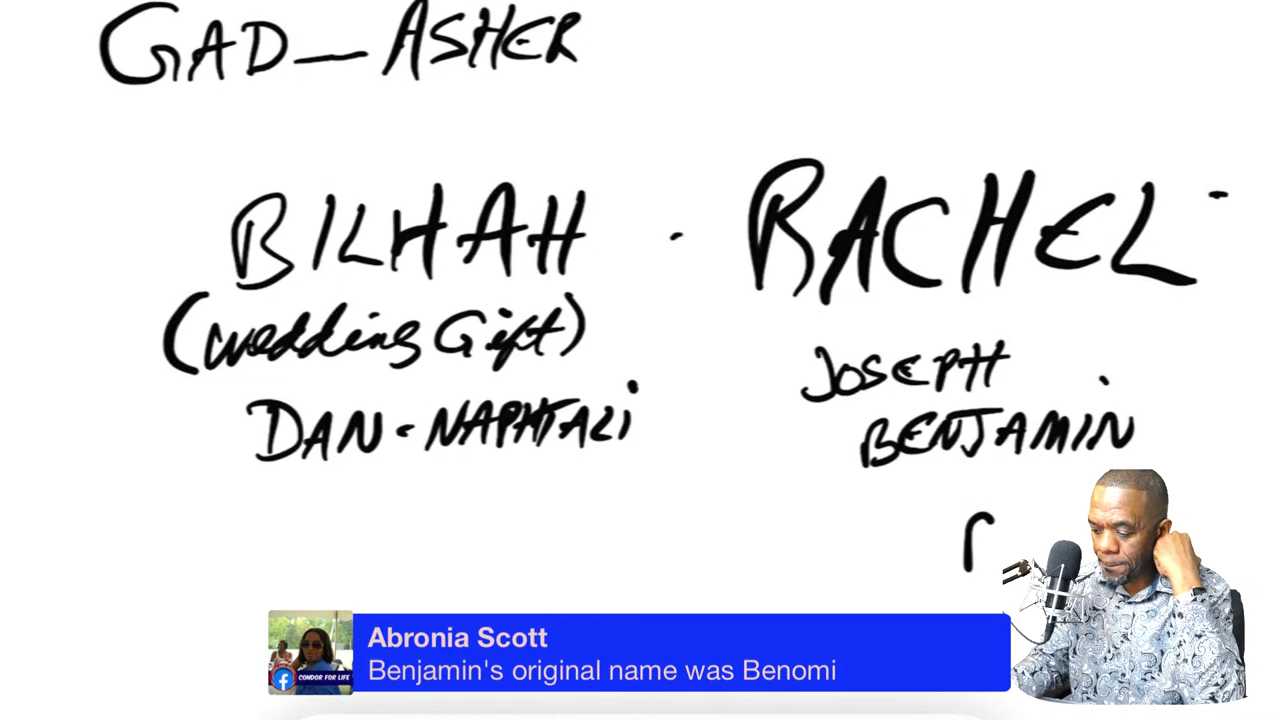 GAD — ASHER
BILHAH - RACHEL -
(wedding Gift)
DAN - NAPHTALi
JOSEPH
BENJAMiN
Abronia Scott
Benjamin's original name was Benomi
CONDOR FOR LIFE